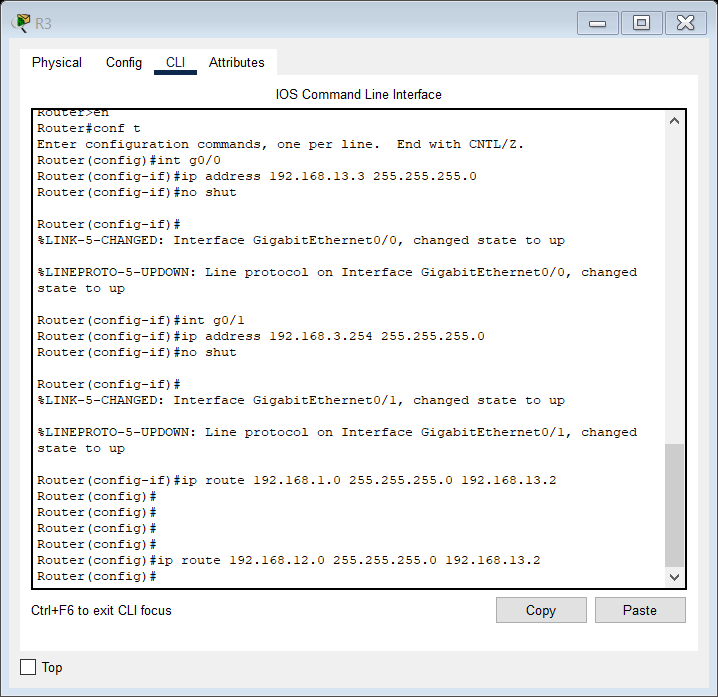 R3
Physical Config CLI Attributes
IOS Command Line Interface
Router>en
Router#conf t
Enter configuration commands, one per line.  End with CNTL/Z.
Router(config)#int g0/0
Router(config-if)#ip address 192.168.13.3 255.255.255.0
Router(config-if)#no shut
Router(config-if)#
%LINK-5-CHANGED: Interface GigabitEthernet0/0, changed state to up
%LINEPROTO-5-UPDOWN: Line protocol on Interface GigabitEthernet0/0, changed
state to up
Router(config-if)#int g0/1
Router(config-if)#ip address 192.168.3.254 255.255.255.0
Router(config-if)#no shut
Router(config-if)#
%LINK-5-CHANGED: Interface GigabitEthernet0/1, changed state to up
%LINEPROTO-5-UPDOWN: Line protocol on Interface GigabitEthernet0/1, changed
state to up
Router(config-if)#ip route 192.168.1.0 255.255.255.0 192.168.13.2
Router(config)#
Router(config)#
Router(config)#
Router(config)#
Router(config)#ip route 192.168.12.0 255.255.255.0 192.168.13.2
Router(config)#
Ctrl+F6 to exit CLI focus
Copy Paste
Top